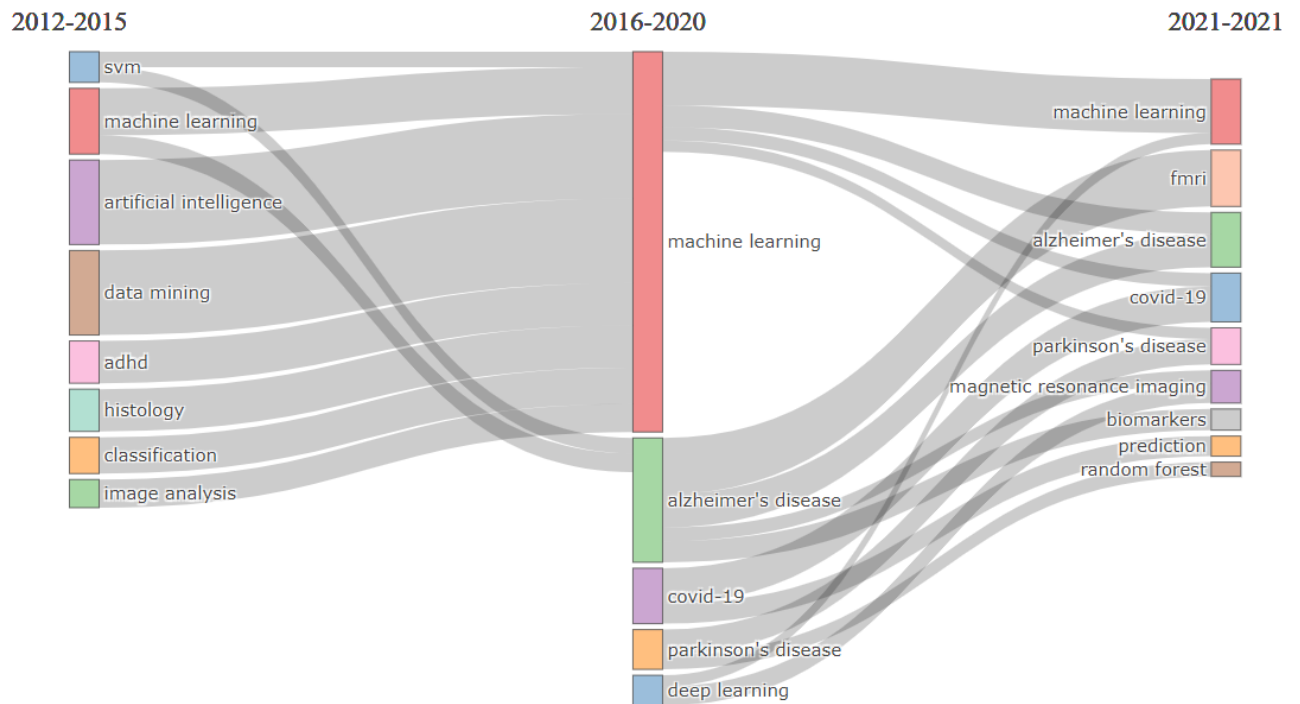 2012-2015
2016-2020
2021-2021
svm
machine learning
artificial intelligence
data mining
adhd
histology
classification
image analysis
machine learning
alzheimer's disease
covid-19
parkinson's disease
deep learning
machine learning
fmri
alzheimer's disease
covid-19
parkinson's disease
magnetic resonance imaging
biomarkers
prediction
random forest